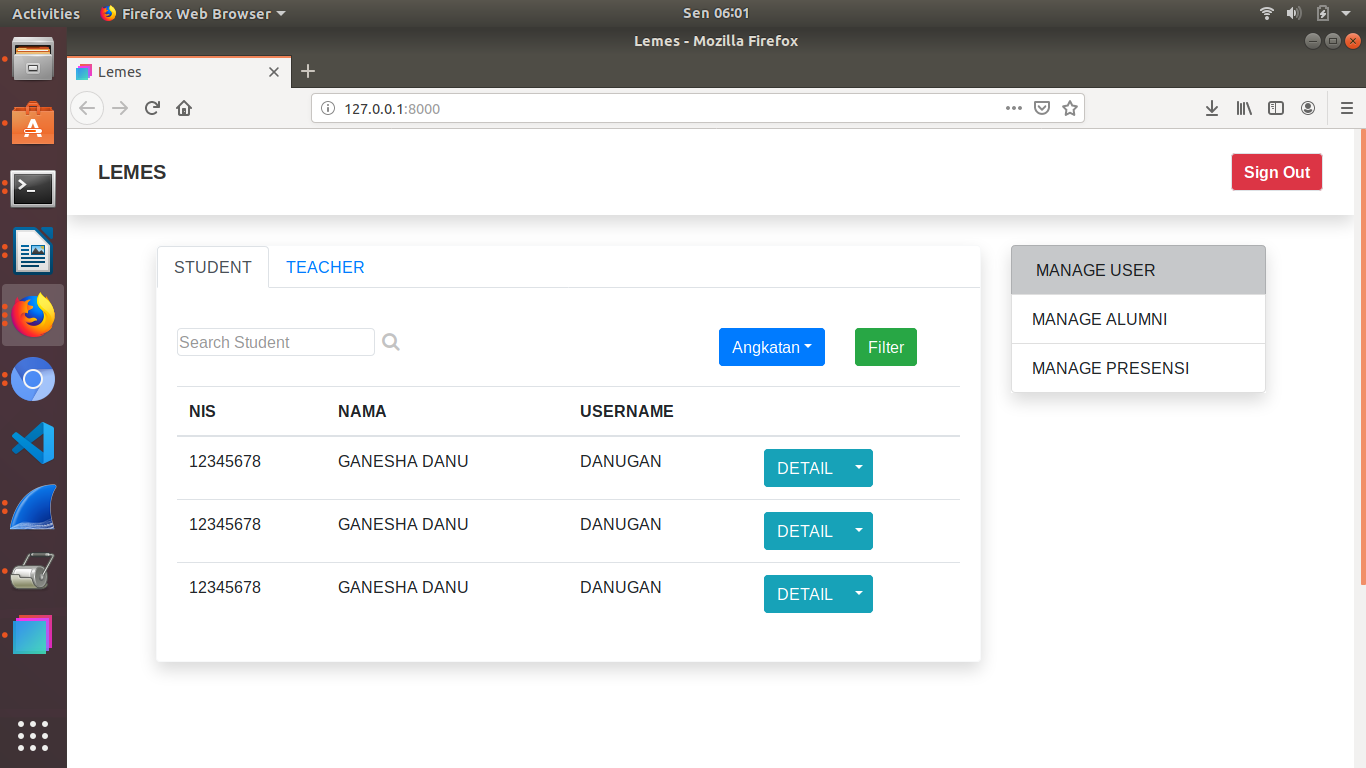 Activities Firefox Web Browser Sen 06:01
Lemes - Mozilla Firefox
Lemes
127.0.0.1:8000
LEMES Sign Out
STUDENT TEACHER
MANAGE USER
MANAGE ALUMNI
MANAGE PRESENSI
Search Student Angkatan Filter
NIS NAMA USERNAME
12345678 GANESHA DANU DANUGAN DETAIL
12345678 GANESHA DANU DANUGAN DETAIL
12345678 GANESHA DANU DANUGAN DETAIL